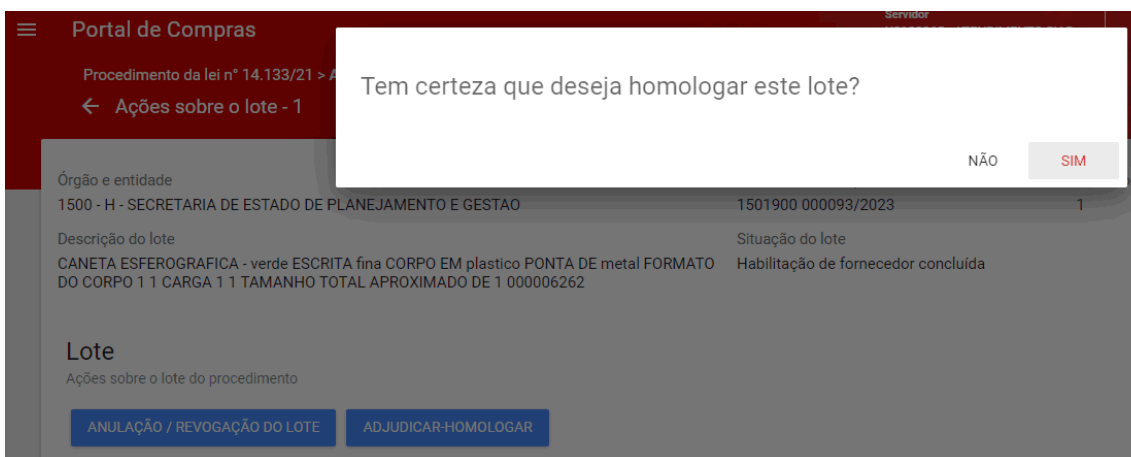 Portal de Compras
Servidor
Procedimento da lei n° 14.133/21 >
Ações sobre o lote - 1
Tem certeza que deseja homologar este lote?
NÃO
SIM
Órgão e entidade
1500 - H - SECRETARIA DE ESTADO DE PLANEJAMENTO E GESTAO
1501900 000093/2023
1
Descrição do lote
Situação do lote
CANETA ESFEROGRAFICA - verde ESCRITA fina CORPO EM plastico PONTA DE metal FORMATO
Habilitação de fornecedor concluída
DO CORPO 1 1 CARGA 1 1 TAMANHO TOTAL APROXIMADO DE 1 000006262
Lote
Ações sobre o lote do procedimento
ANULAÇÃO / REVOGAÇÃO DO LOTE
ADJUDICAR-HOMOLOGAR